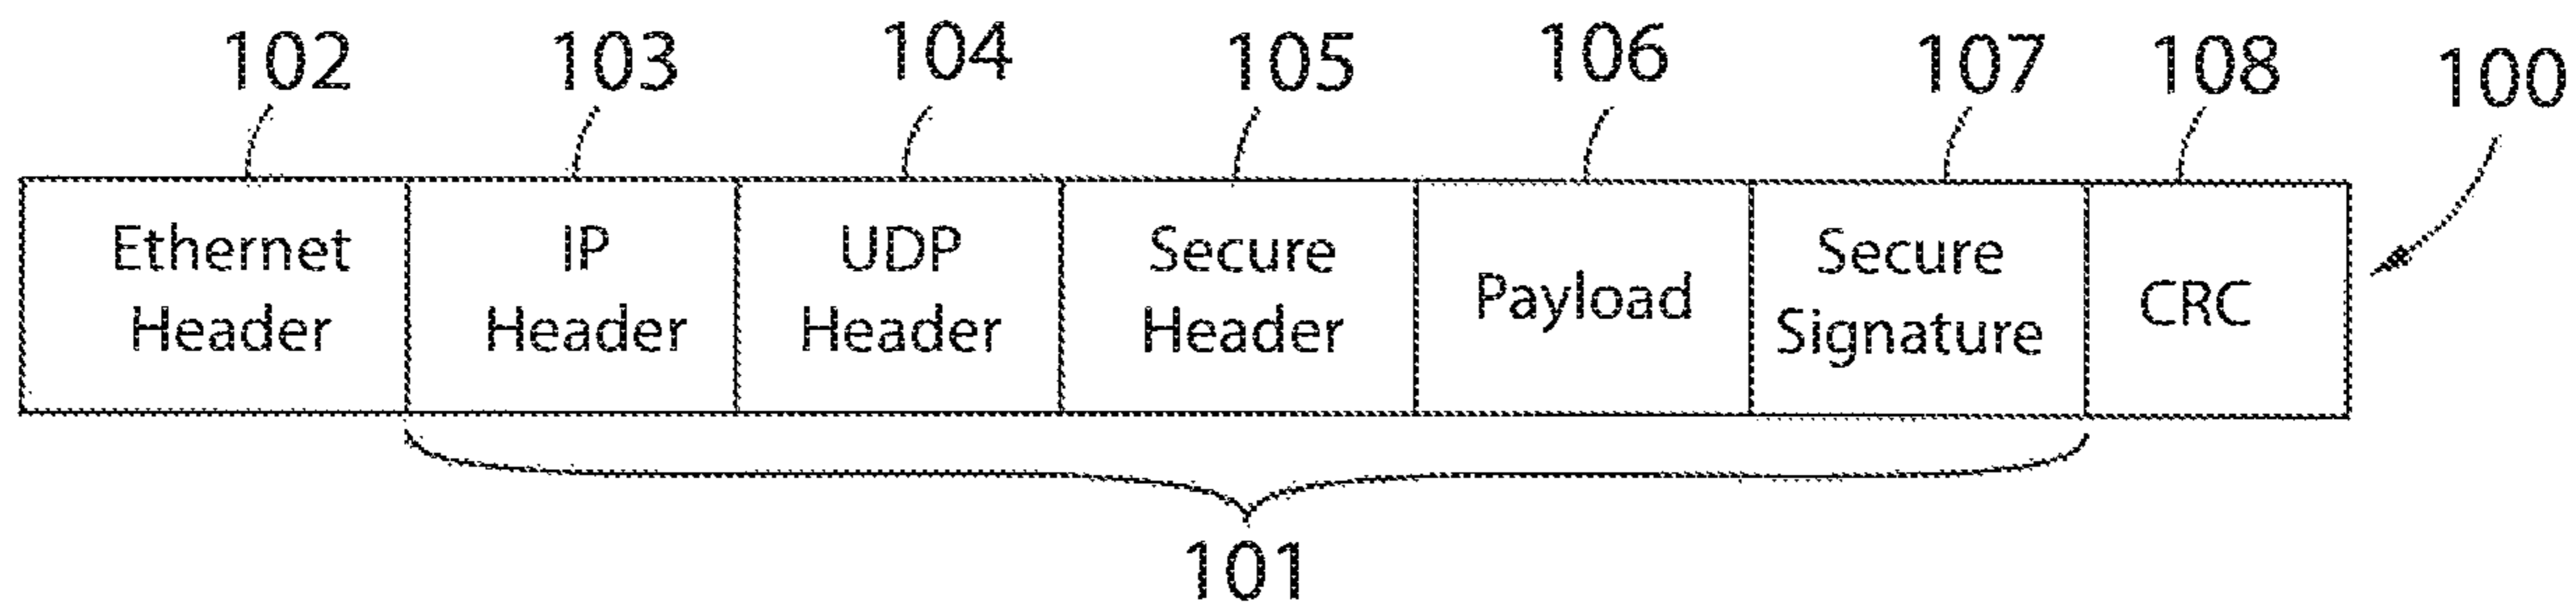 102 103 104 105 106 107 108 100
Ethernet Header
IP Header
UDP Header
Secure Header
Payload
Secure Signature
CRC
101